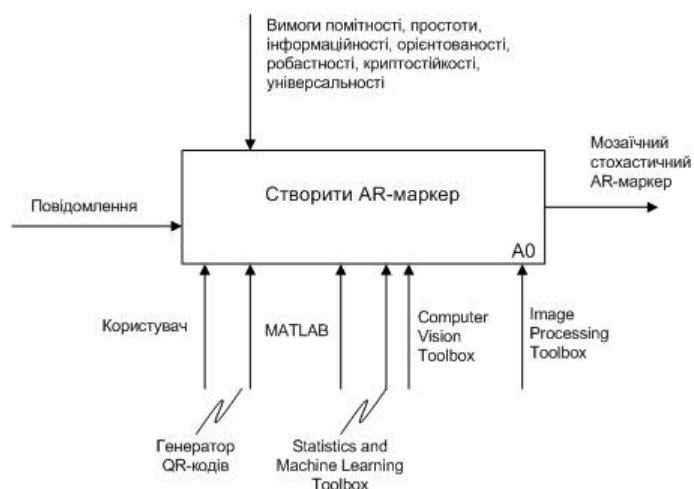 Вимоги помітності, простоти,
інформаційності, орієнтованості,
робастності, криптостійкості,
універсальності
Мозаїчний
стохастичний
AR-маркер
Повідомлення
Створити AR-маркер
A0
Користувач
MATLAB
Computer
Vision
Toolbox
Image
Processing
Toolbox
Генератор
QR-кодів
Statistics and
Machine Learning
Toolbox